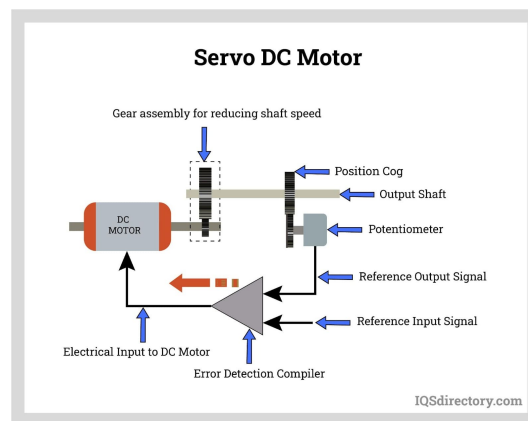 Servo DC Motor
Gear assembly for reducing shaft speed
Position Cog
Output Shaft
DC
MOTOR
Potentiometer
Reference Output Signal
Reference Input Signal
Electrical Input to DC Motor
Error Detection Compiler
IQSdirectory.com